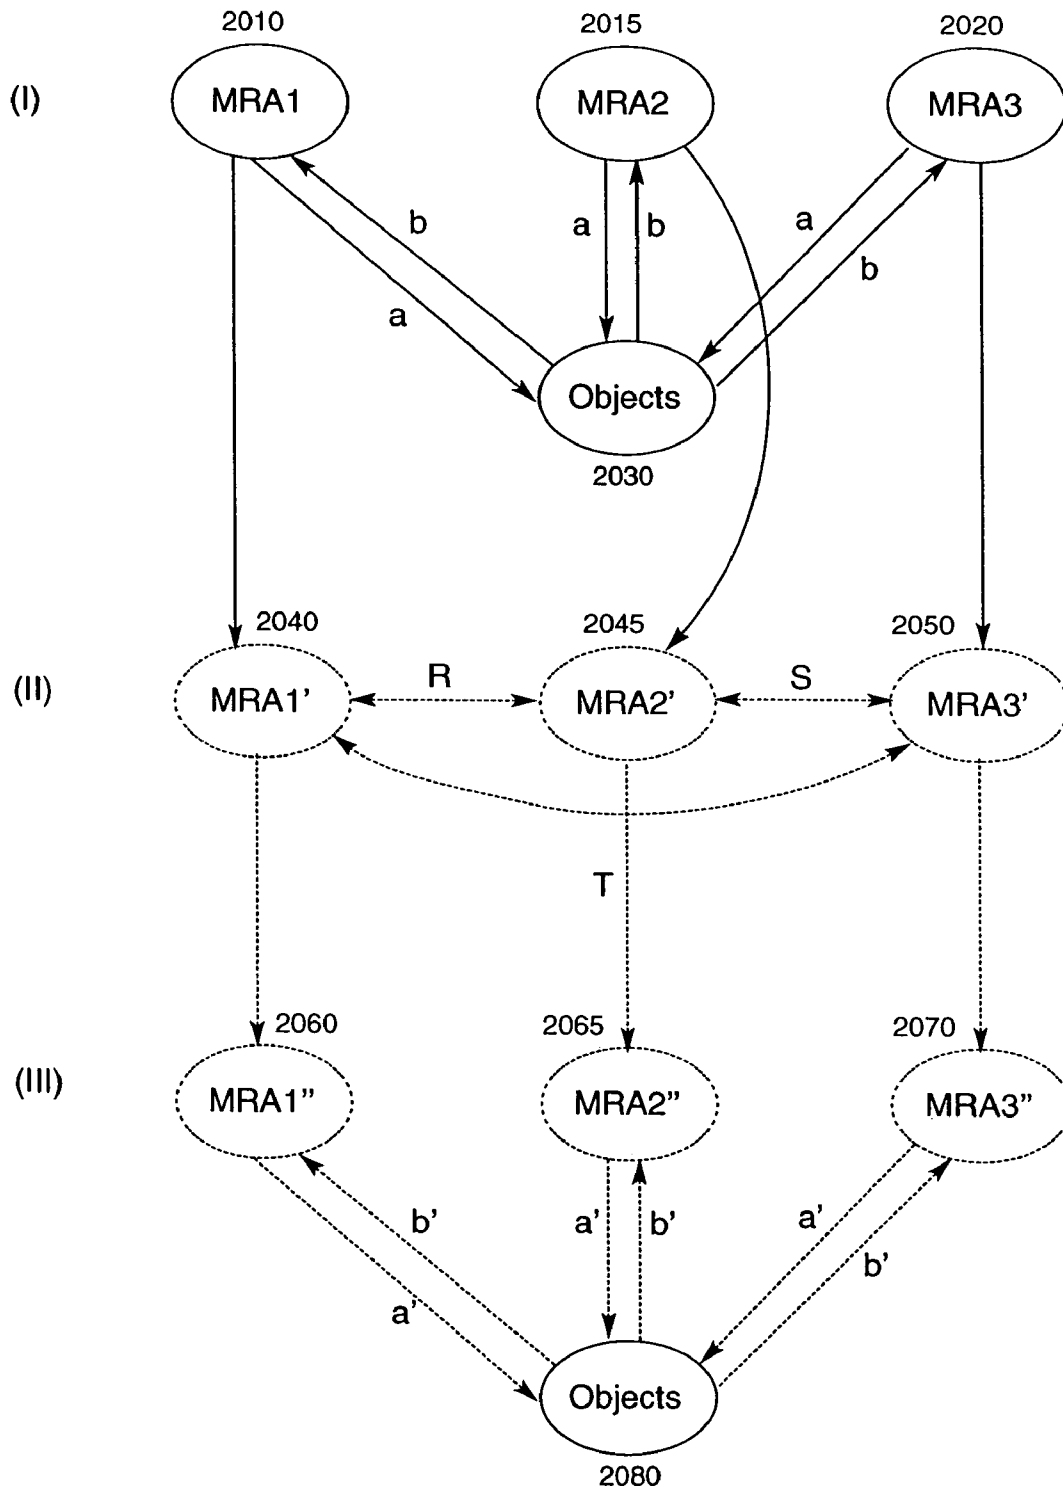 2010 2015 2020
(I) MRA1 MRA2 MRA3
b a b a
a b
Objects
2030
2040 2045 2050
(II) MRA1' R MRA2' S MRA3'
T
2060 2065 2070
(III) MRA1" MRA2" MRA3"
b' a' b' a'
a' b'
Objects
2080